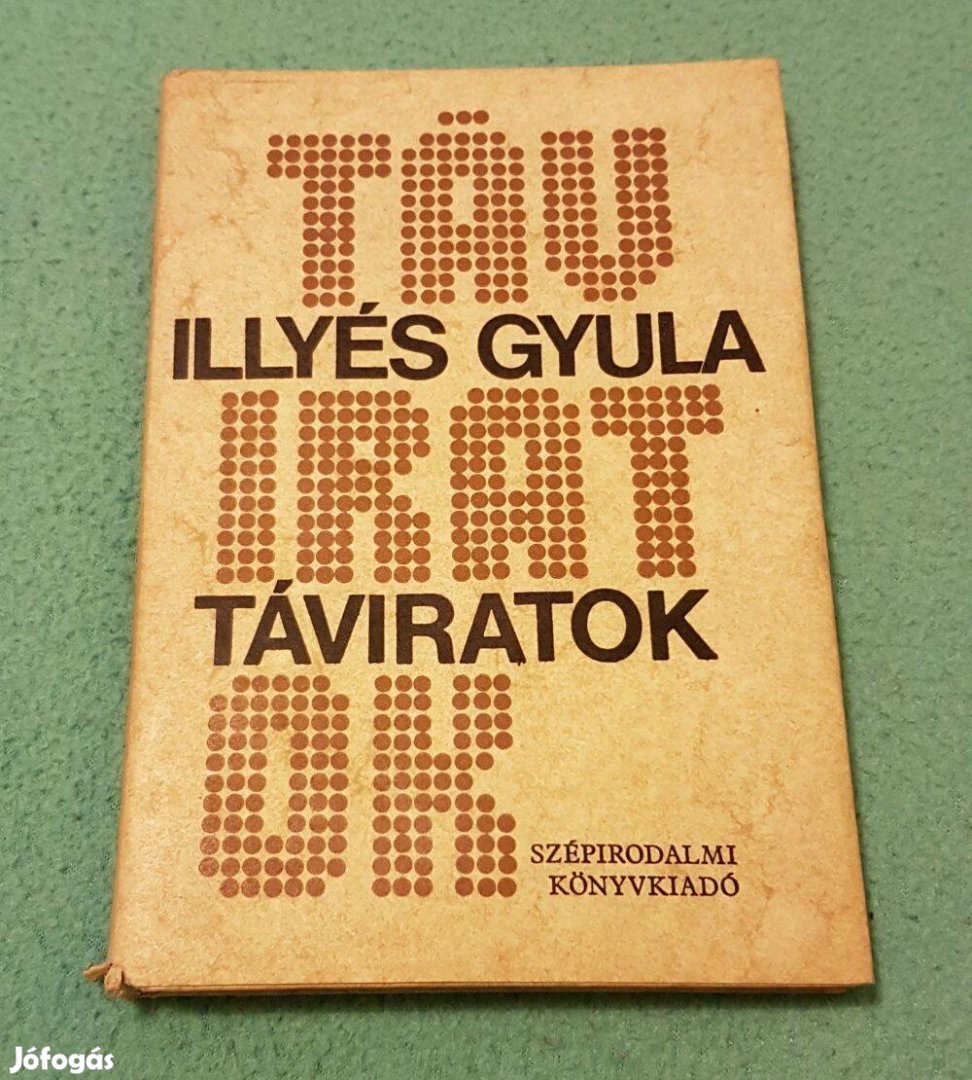 TÁV
ILLYÉS GYULA
IRAT
TÁVIRATOK
OK
SZÉPIRODALMI
KÖNYVKIADÓ
Jófogás